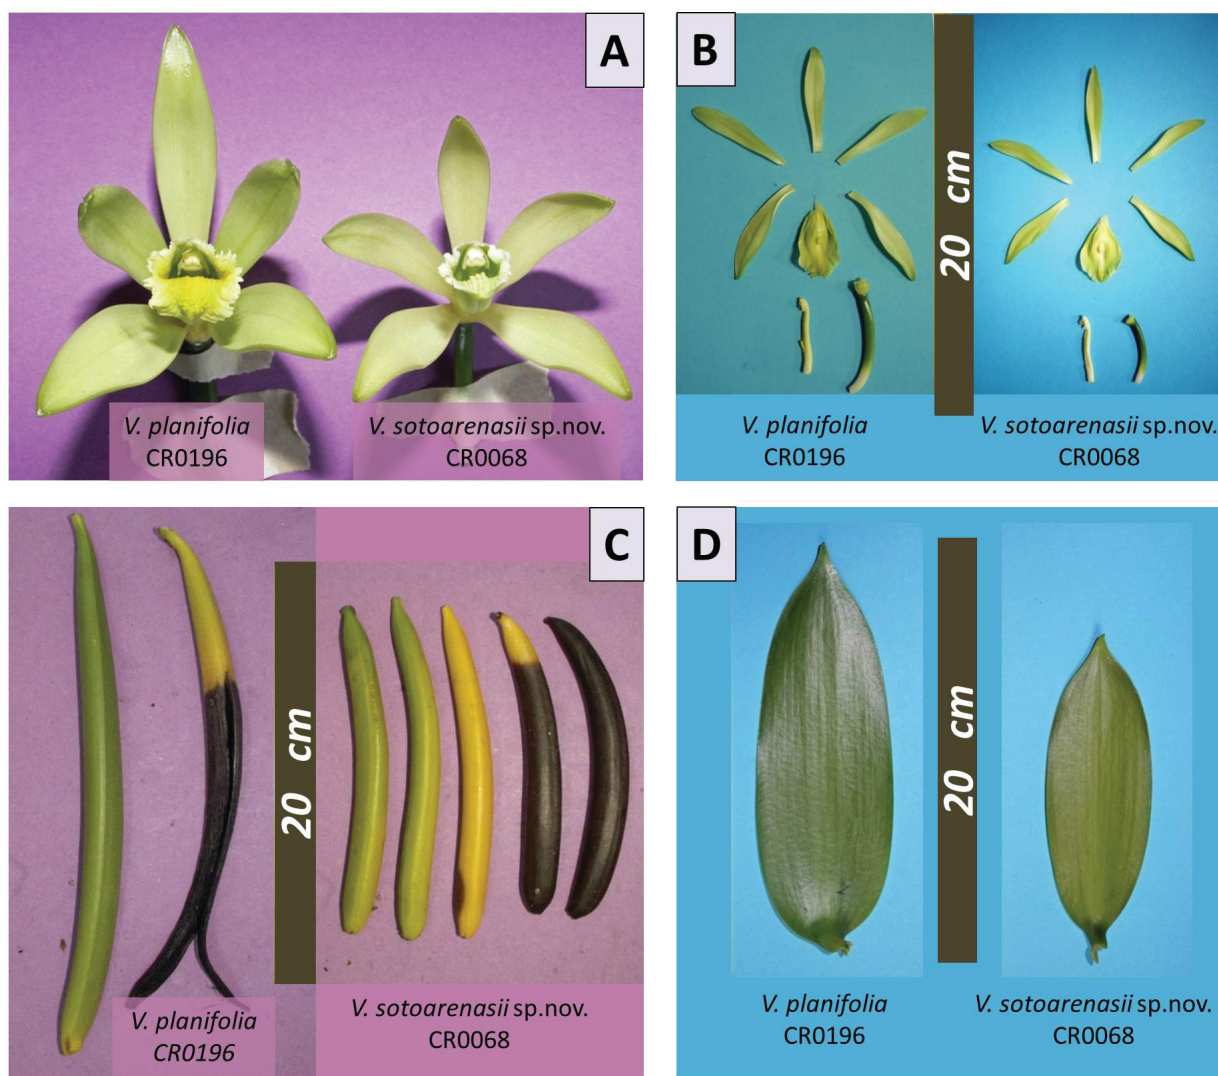 A
V. planifolia
CR0196
V. sotoarenasii sp.nov.
CR0068
B
20 cm
V. planifolia
CR0196
V. sotoarenasii sp.nov.
CR0068
C
20 cm
V. planifolia
CR0196
V. sotoarenasii sp.nov.
CR0068
D
20 cm
V. planifolia
CR0196
V. sotoarenasii sp.nov.
CR0068